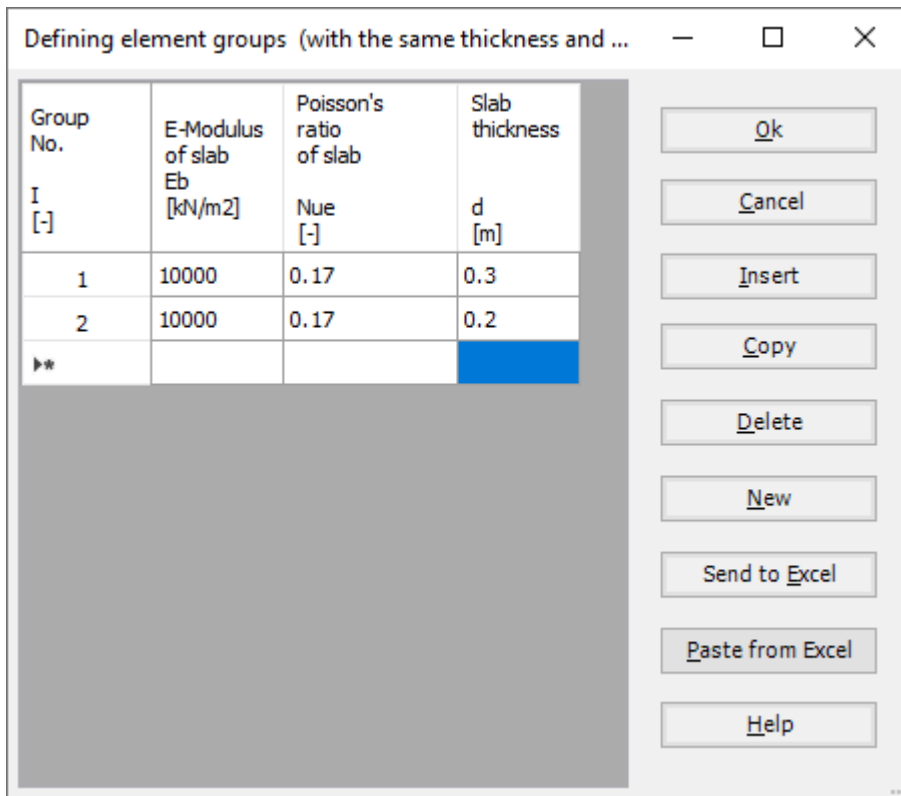 Defining element groups (with the same thickness and ...
Group
No.
I
[-]
E-Modulus
of slab
Eb
[kN/m2]
Poisson's
ratio
of slab
Nue
[-]
Slab
thickness
d
[m]
1 10000 0.17 0.3
2 10000 0.17 0.2
Ok
Cancel
Insert
Copy
Delete
New
Send to Excel
Paste from Excel
Help